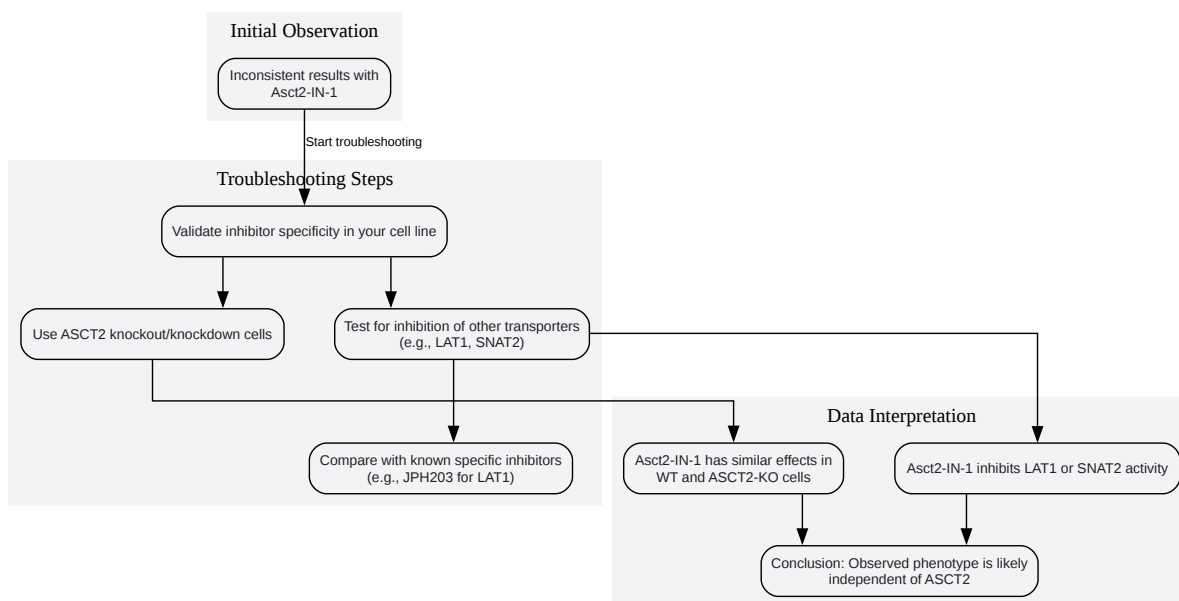 Initial Observation
Inconsistent results with
Asct2-IN-1
Start troubleshooting
Troubleshooting Steps
Validate inhibitor specificity in your cell line
Use ASCT2 knockout/knockdown cells
Test for inhibition of other transporters
(e.g., LAT1, SNAT2)
Compare with known specific inhibitors
(e.g., JPH203 for LAT1)
Data Interpretation
Asct2-IN-1 has similar effects in
WT and ASCT2-KO cells
Asct2-IN-1 inhibits LAT1 or SNAT2 activity
Conclusion: Observed phenotype is likely
independent of ASCT2